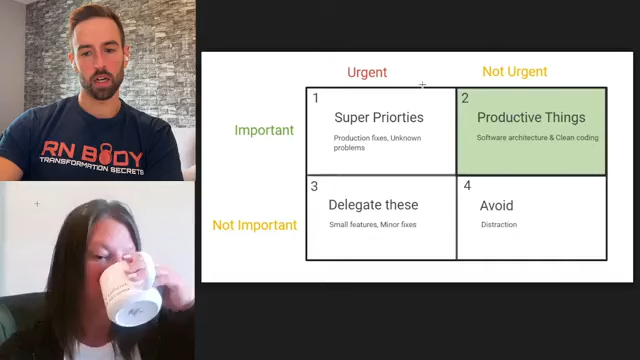 RN BODY
TRANSFORMATION SECRETS
Urgent
Not Urgent
Important
Not Important
1
Super Priorties
Production fixes, Unknown
problems
2
Productive Things
Software architecture & Clean coding
3
Delegate these
Small features, Minor fixes
4
Avoid
Distraction